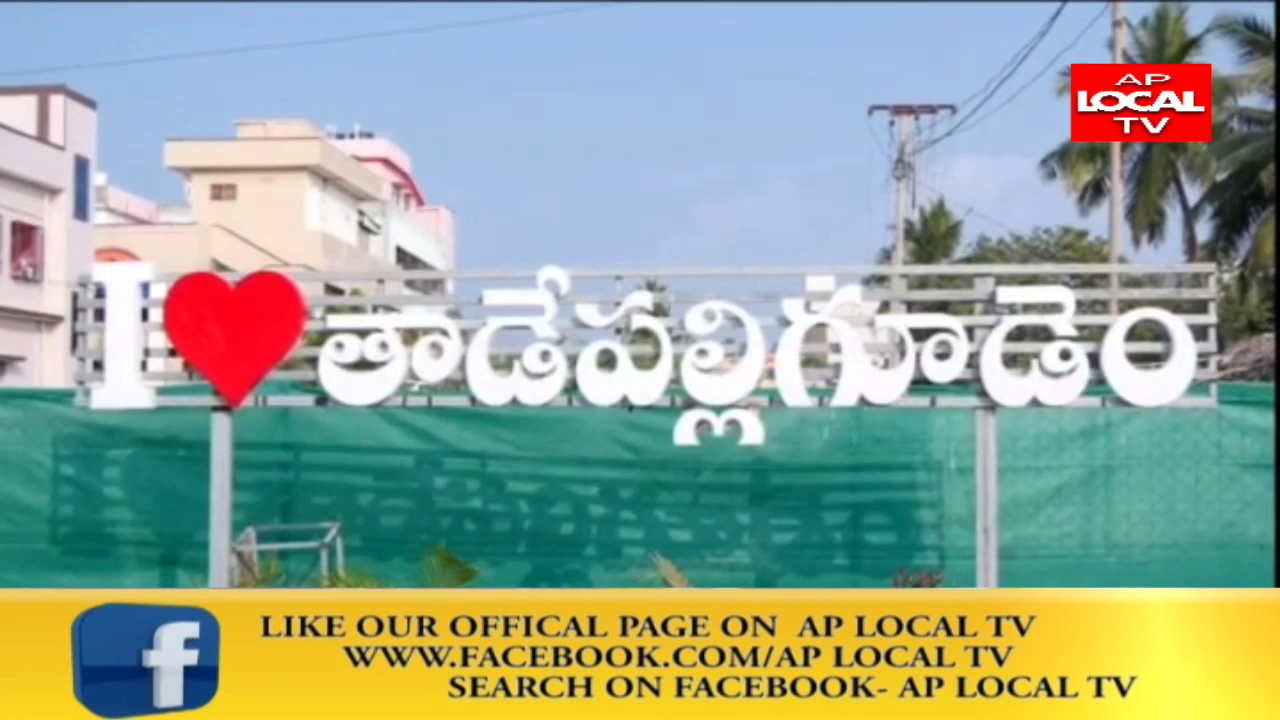 AP
LOCAL
TV
I ❤ తాడేపల్లిగూడెం
LIKE OUR OFFICAL PAGE ON AP LOCAL TV
WWW.FACEBOOK.COM/AP LOCAL TV
SEARCH ON FACEBOOK- AP LOCAL TV
f